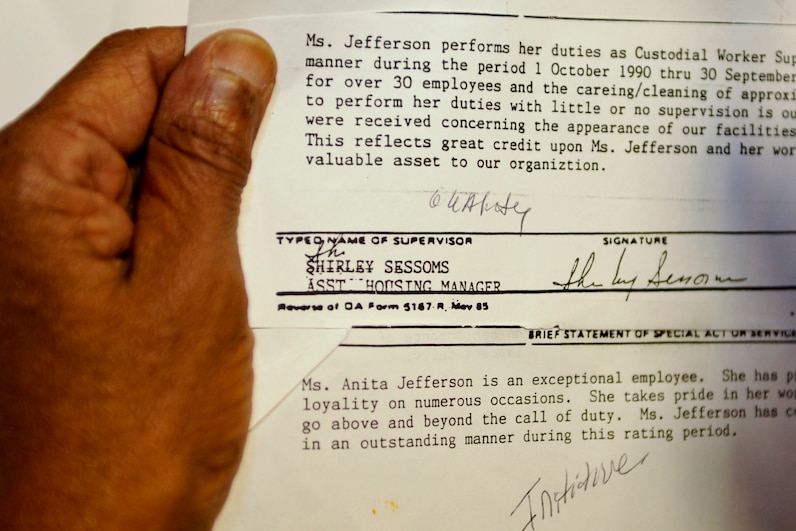 Ms. Jefferson performs her duties as Custodial Worker Sup
manner during the period 1 October 1990 thru 30 September
for over 30 employees and the careing/cleaning of approxi
to perform her duties with little or no supervision is ou
were received concerning the appearance of our facilities
This reflects great credit upon Ms. Jefferson and her wor
valuable asset to our organiztion.
TYPED NAME OF SUPERVISOR SIGNATURE
SHIRLEY SESSOMS Shirley Sessoms
ASST HOUSING MANAGER
Reverse of DA Form 5167-R, May 85
BRIEF STATEMENT OF SPECIAL ACT OR SERVICE
Ms. Anita Jefferson is an exceptional employee. She has p
loyality on numerous occasions. She takes pride in her wo
go above and beyond the call of duty. Ms. Jefferson has c
in an outstanding manner during this rating period.